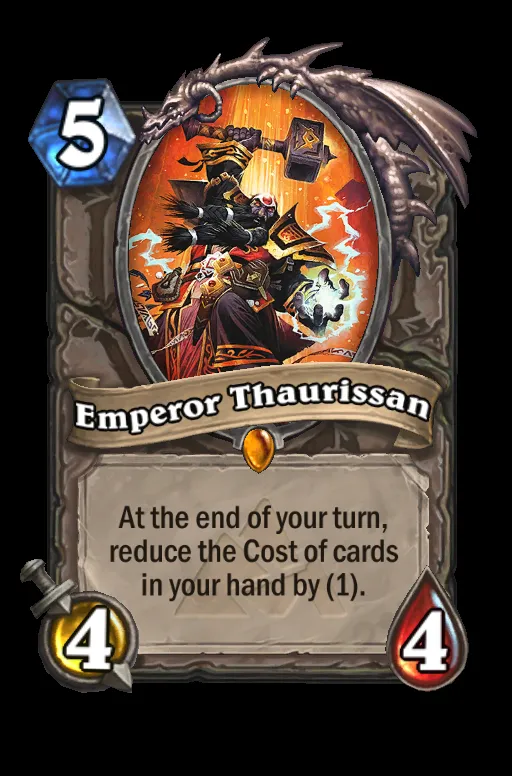 5
Emperor Thaurissan
At the end of your turn,
reduce the Cost of cards
in your hand by (1).
4
4